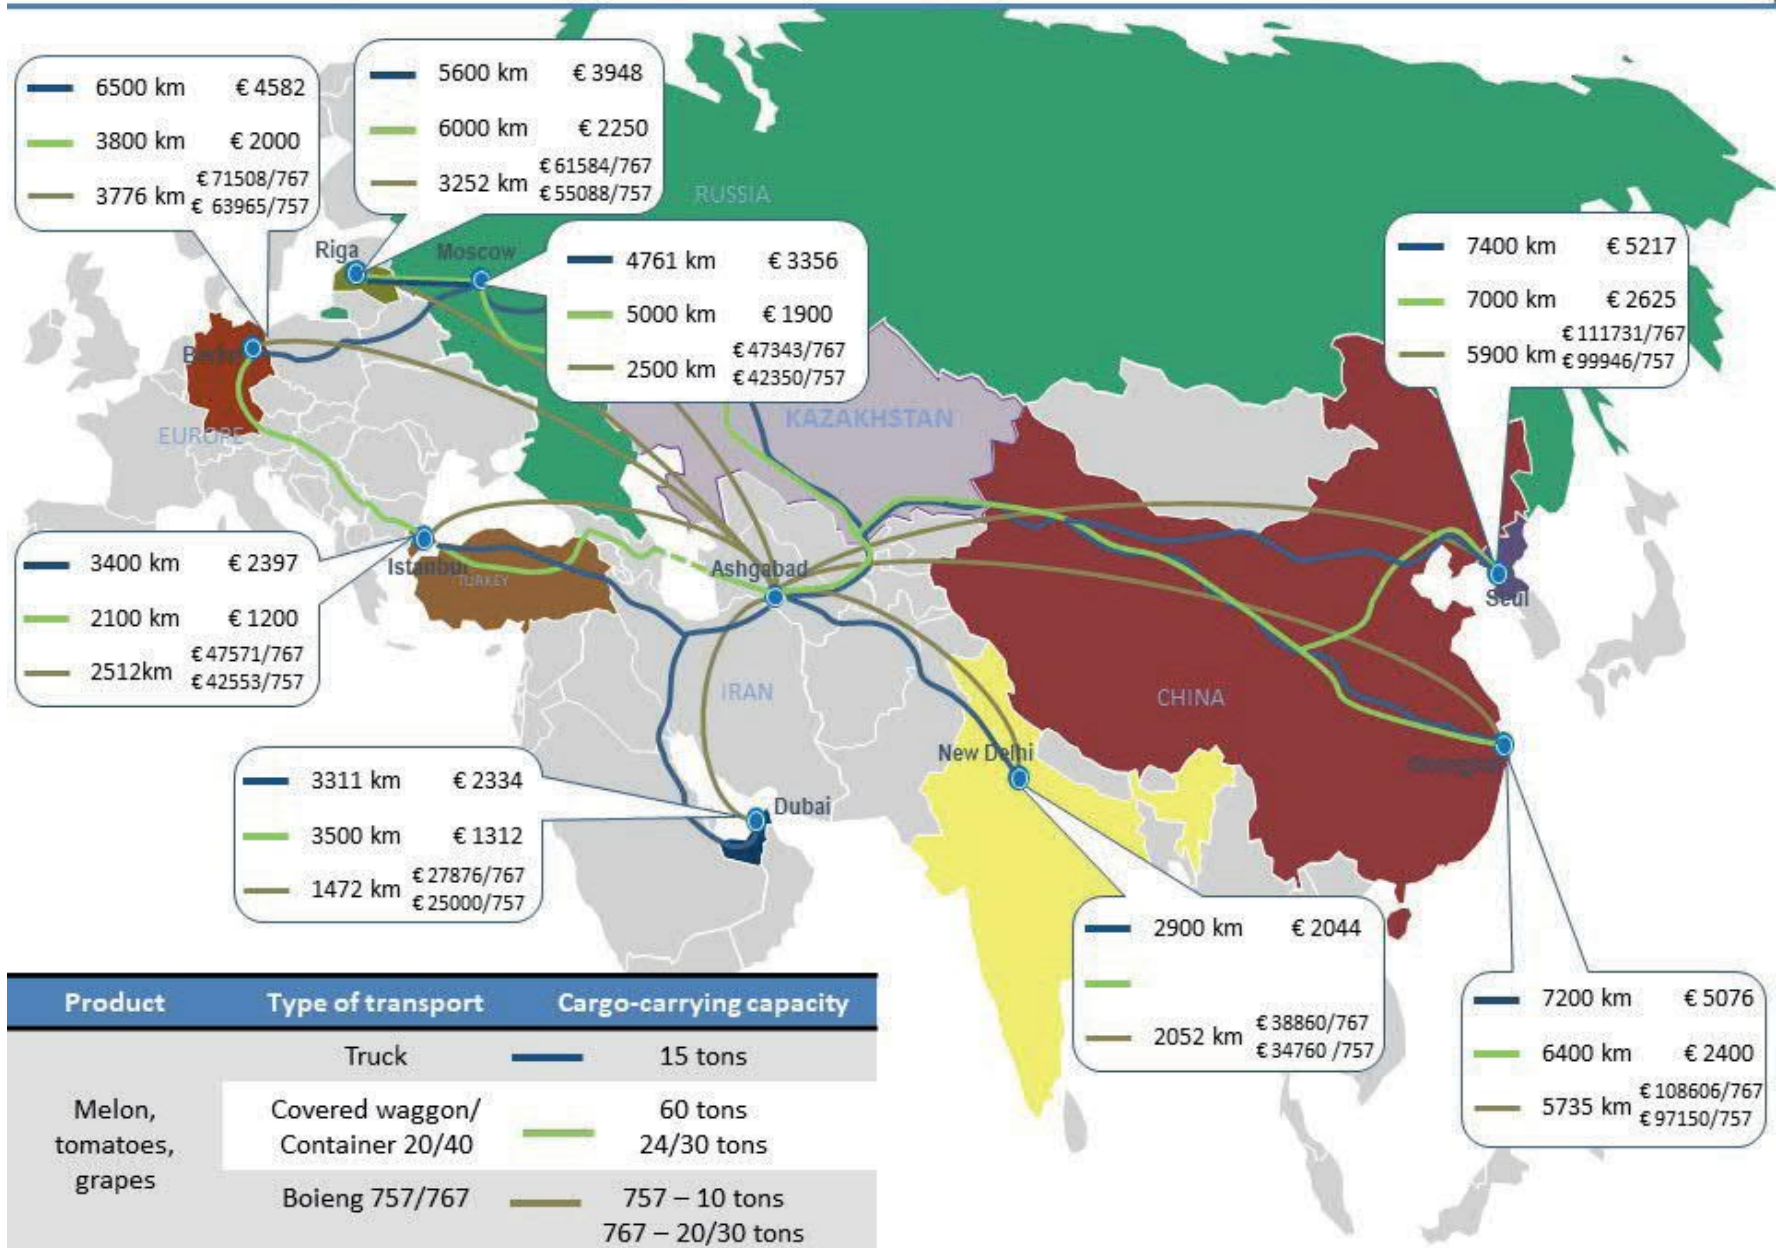 6500 km € 4582
3800 km € 2000
3776 km € 71508/767
€ 63965/757
5600 km € 3948
6000 km € 2250
3252 km € 61584/767
€ 55088/757
RUSSIA
Riga
Moscow
4761 km € 3356
5000 km € 1900
2500 km € 47343/767
€ 42350/757
7400 km € 5217
7000 km € 2625
5900 km € 111731/767
€ 99946/757
EUROPE
KAZAKHSTAN
3400 km € 2397
2100 km € 1200
2512km € 47571/767
€ 42553/757
Istanbul
TURKEY
Ashgabad
Seul
IRAN
CHINA
New Delhi
Dubai
3311 km € 2334
3500 km € 1312
1472 km € 27876/767
€ 25000/757
2900 km € 2044
2052 km € 38860/767
€ 34760 /757
7200 km € 5076
6400 km € 2400
5735 km € 108606/767
€ 97150/757
Product Type of transport Cargo-carrying capacity
Melon,
tomatoes,
grapes
Truck 15 tons
Covered waggon/ 60 tons
Container 20/40 24/30 tons
Boieng 757/767 757 – 10 tons
767 – 20/30 tons